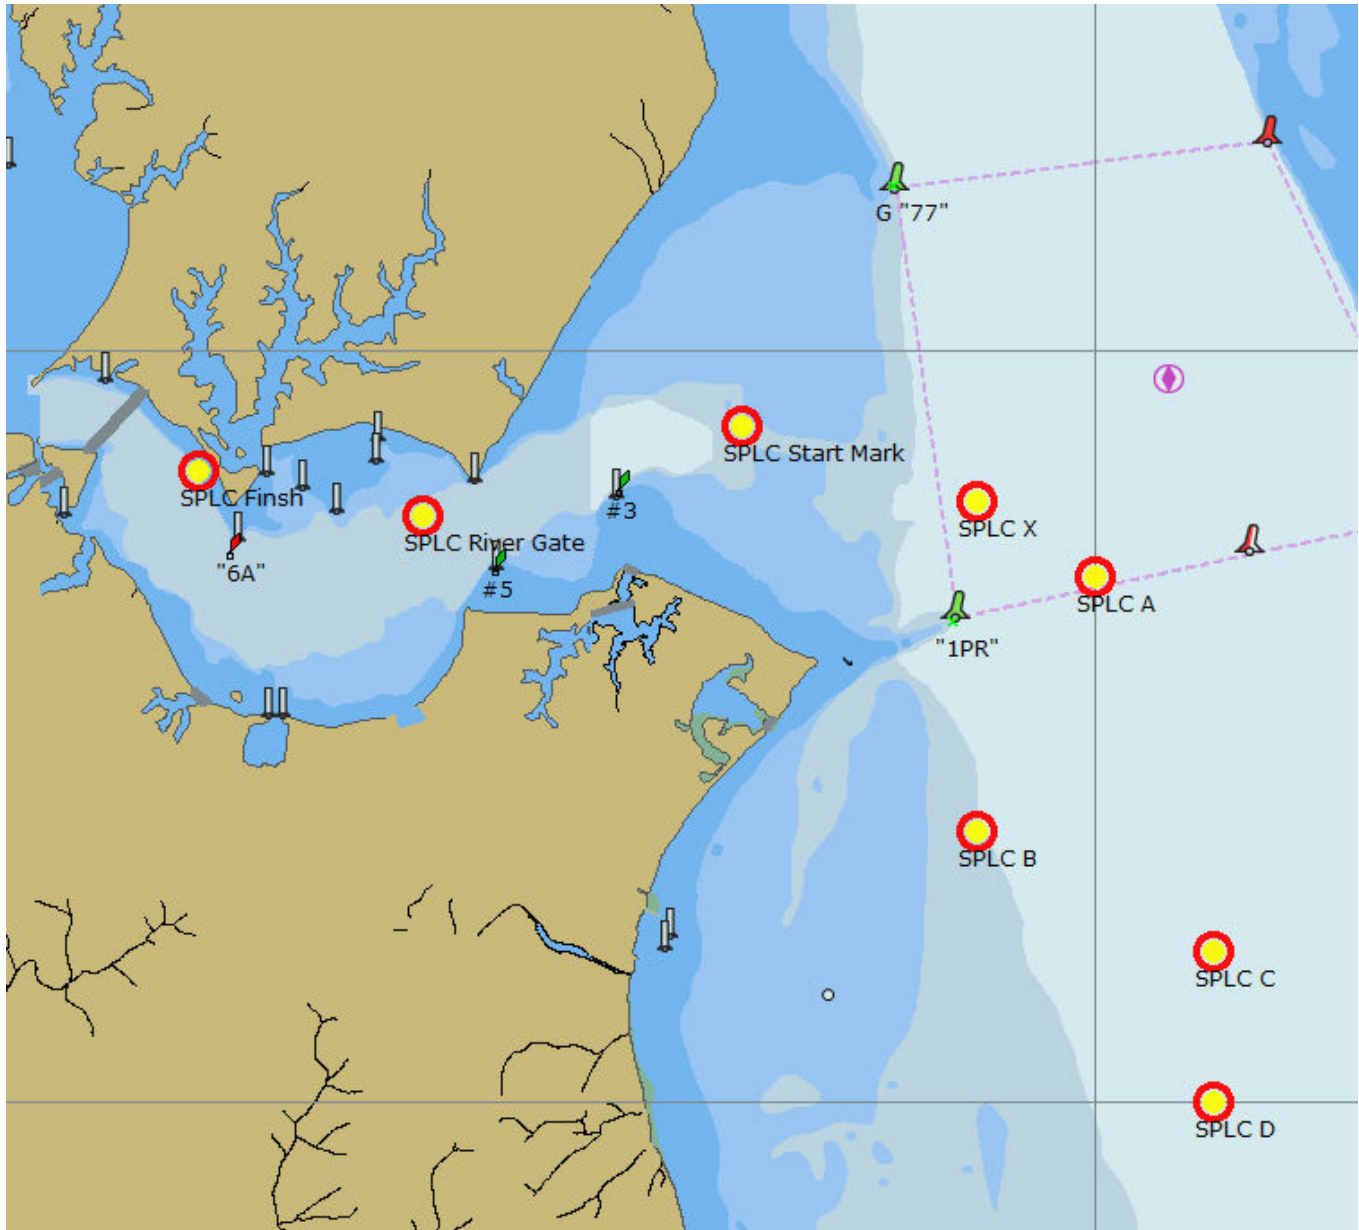 G "77"
SPLC Start Mark
SPLC Finsh
#3
SPLC X
SPLC River Gate
"6A"
#5
SPLC A
"1PR"
SPLC B
SPLC C
SPLC D